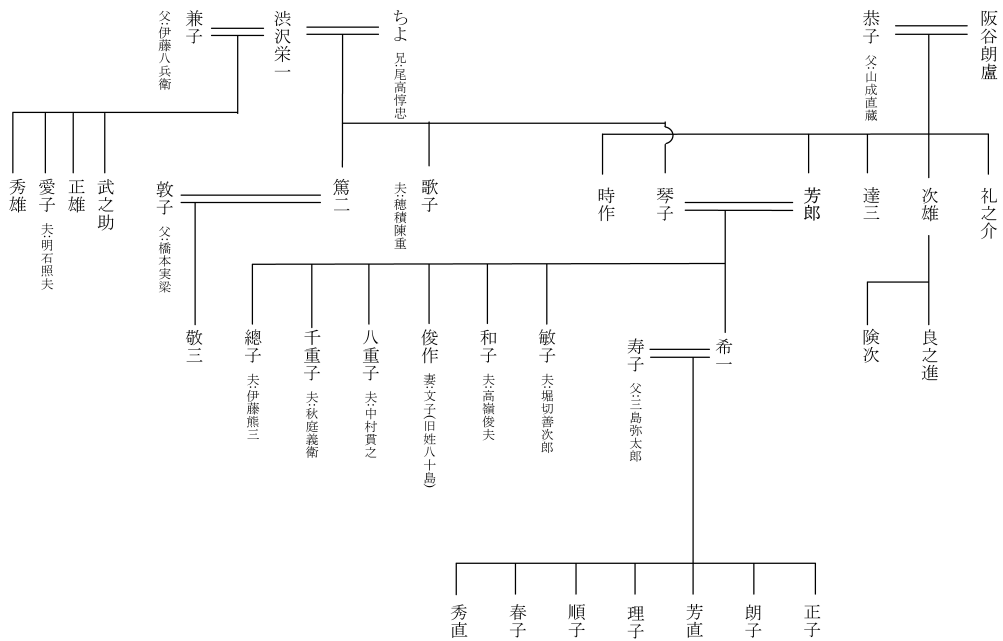 阪谷朗盧
恭子 父:山成直蔵
ちよ 兄:尾高惇忠
渋沢栄一
兼子
父:伊藤八兵衛
礼之介
次雄
達三
芳郎
琴子
時作
歌子
夫:穂積陳重
篤二
敦子 父:橋本実梁
武之助
正雄
愛子 夫:明石照夫
秀雄
良之進
険次
希一
寿子 父:三島弥太郎
敏子 夫:堀切善次郎
和子 夫:高嶺俊夫
俊作 妻:文子(旧姓八十島)
八重子 夫:中村貫之
千重子 夫:秋庭義衛
總子 夫:伊藤熊三
敬三
正子
朗子
芳直
理子
順子
春子
秀直